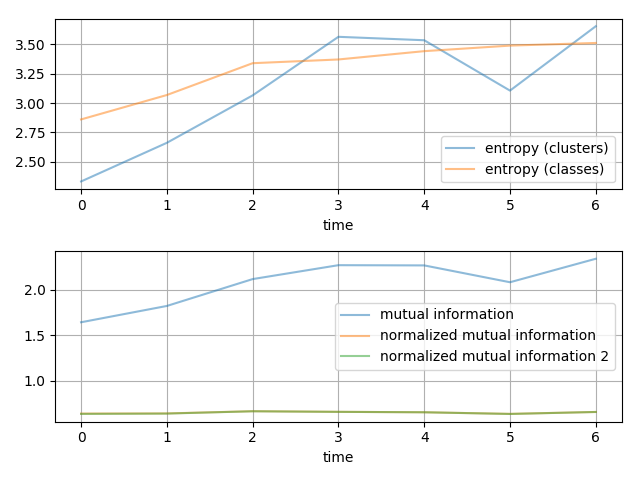 3.50
3.25
3.00
2.75
2.50
entropy (clusters)
entropy (classes)
0 1 2 3 4 5 6
time
2.0
1.5
1.0
mutual information
normalized mutual information
normalized mutual information 2
0 1 2 3 4 5 6
time